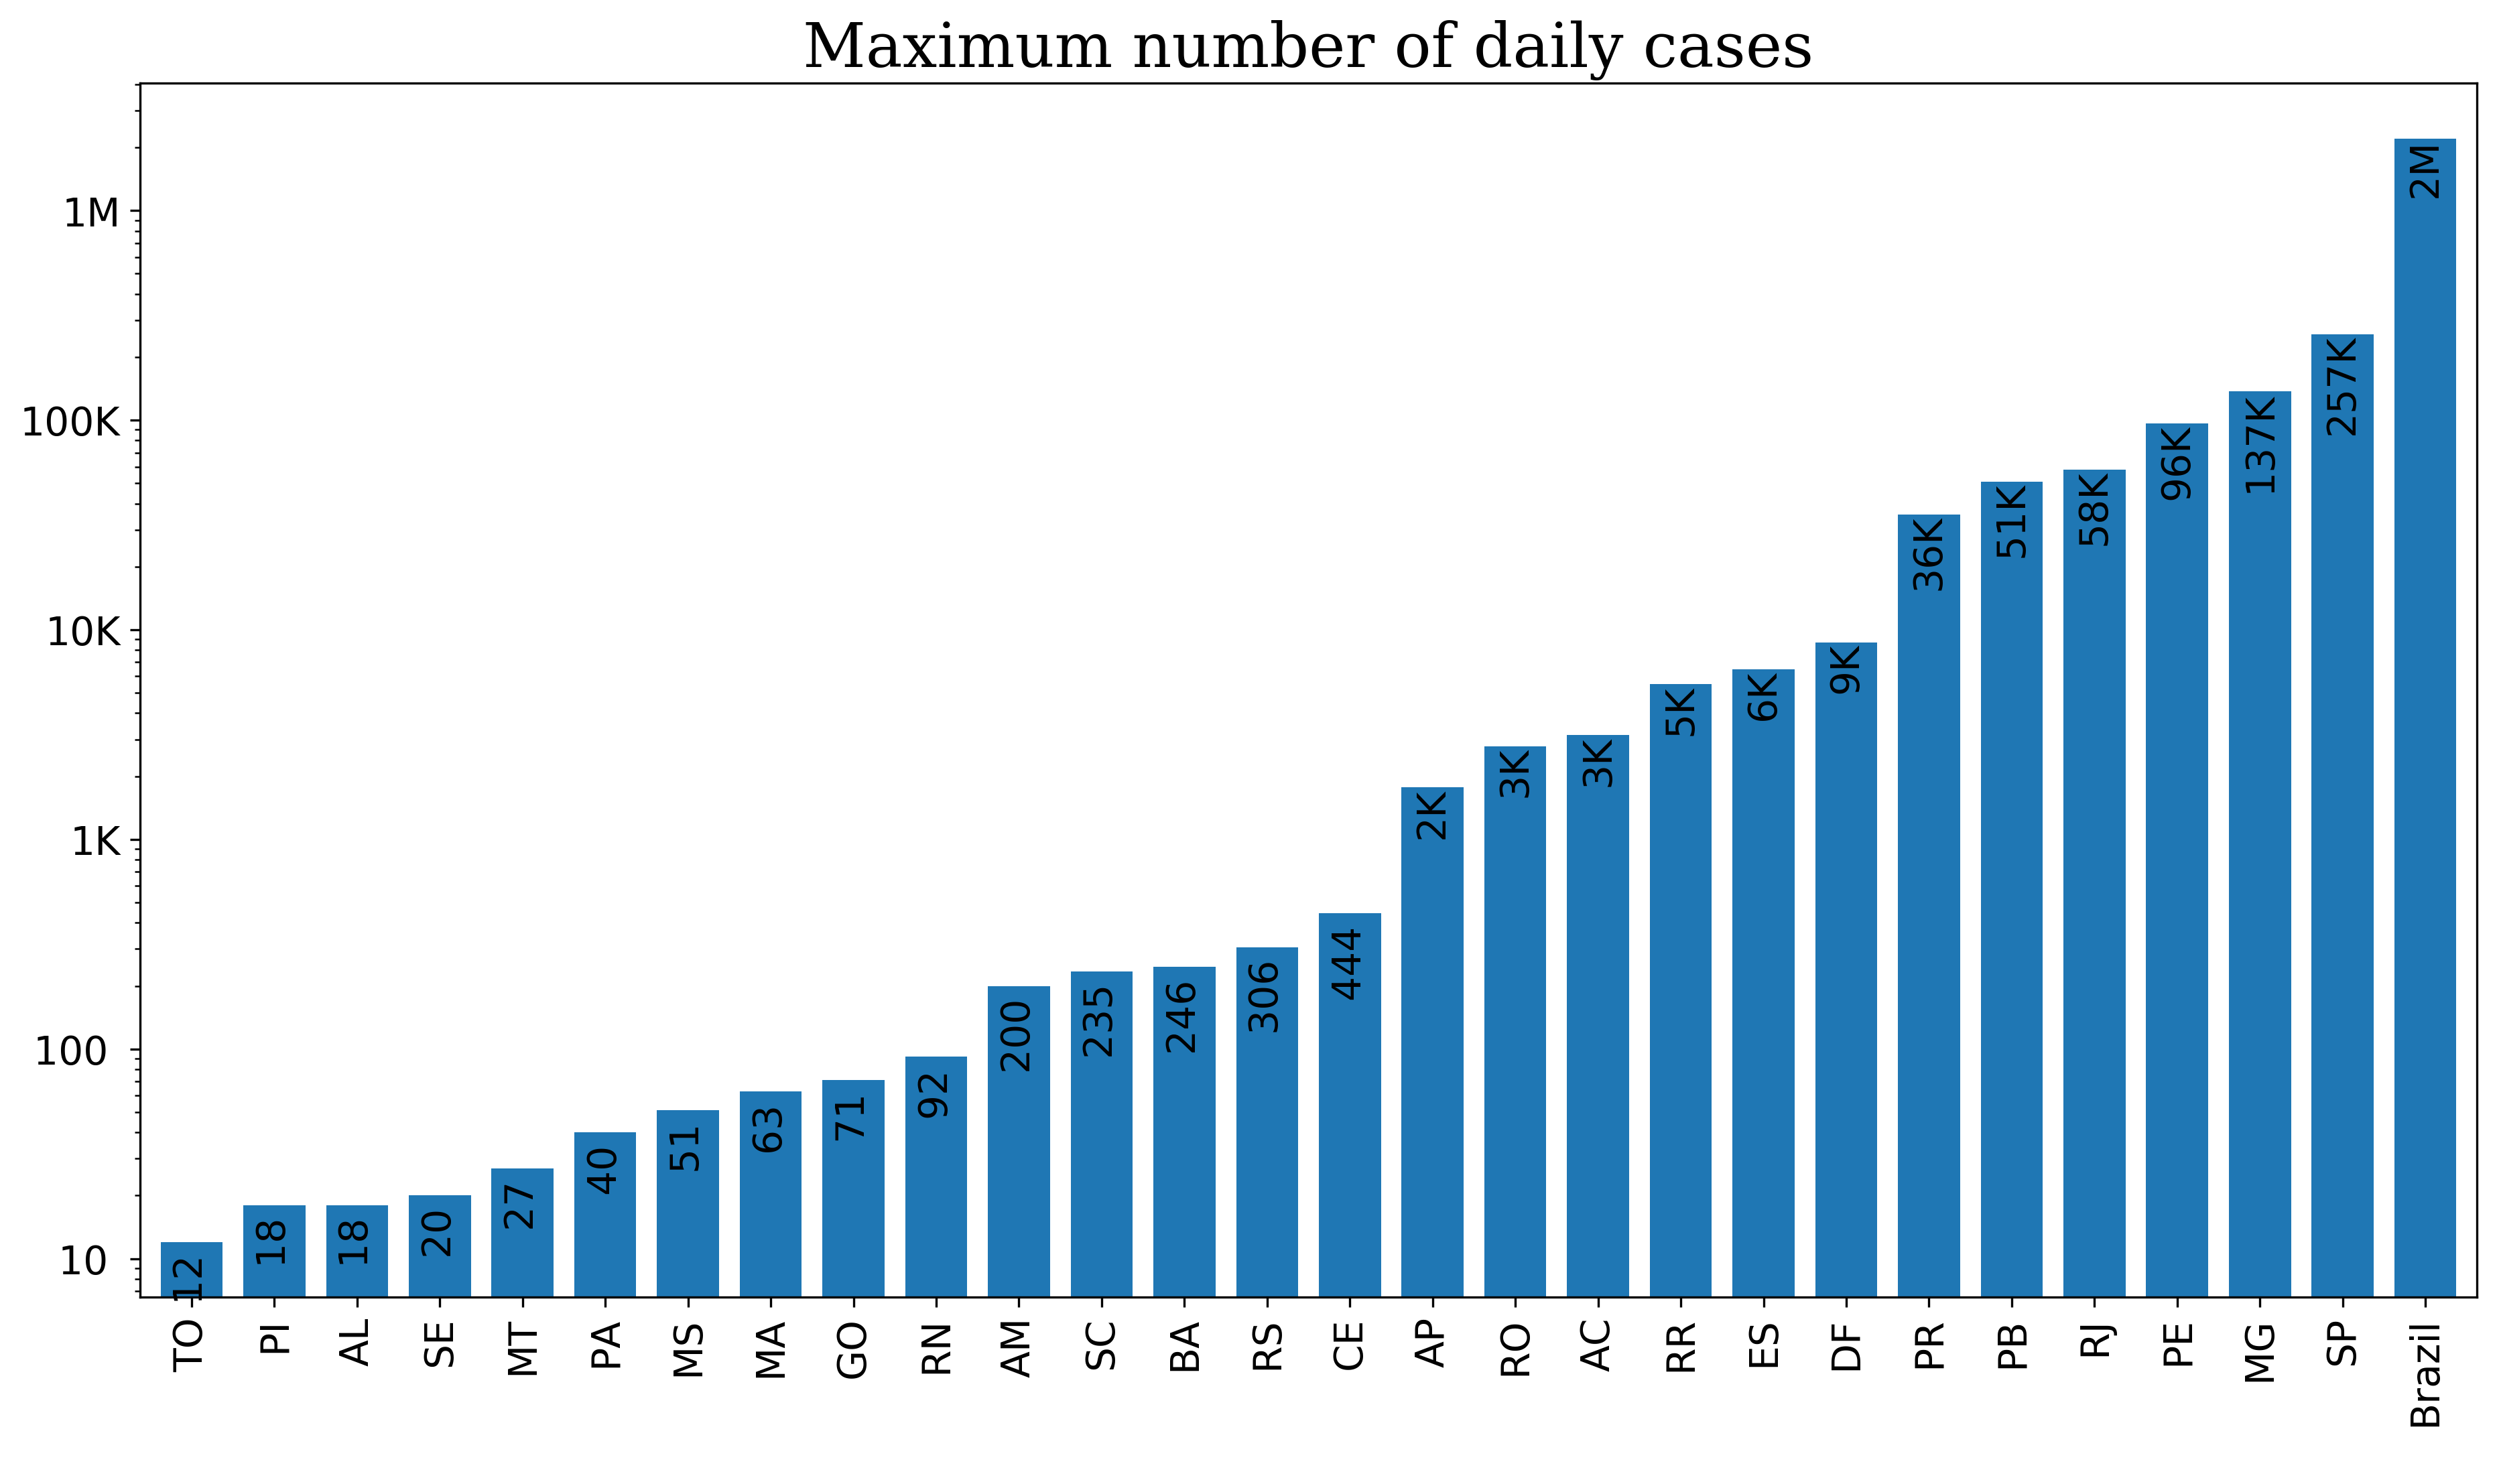 Maximum number of daily cases
1M
100K
10K
1K
100
10
12
18
18
20
27
40
51
63
71
92
200
235
246
306
444
2K
3K
3K
5K
6K
9K
36K
51K
58K
96K
137K
257K
2M
TO
PI
AL
SE
MT
PA
MS
MA
GO
RN
AM
SC
BA
RS
CE
AP
RO
AC
RR
ES
DF
PR
PB
RJ
PE
MG
SP
Brazil